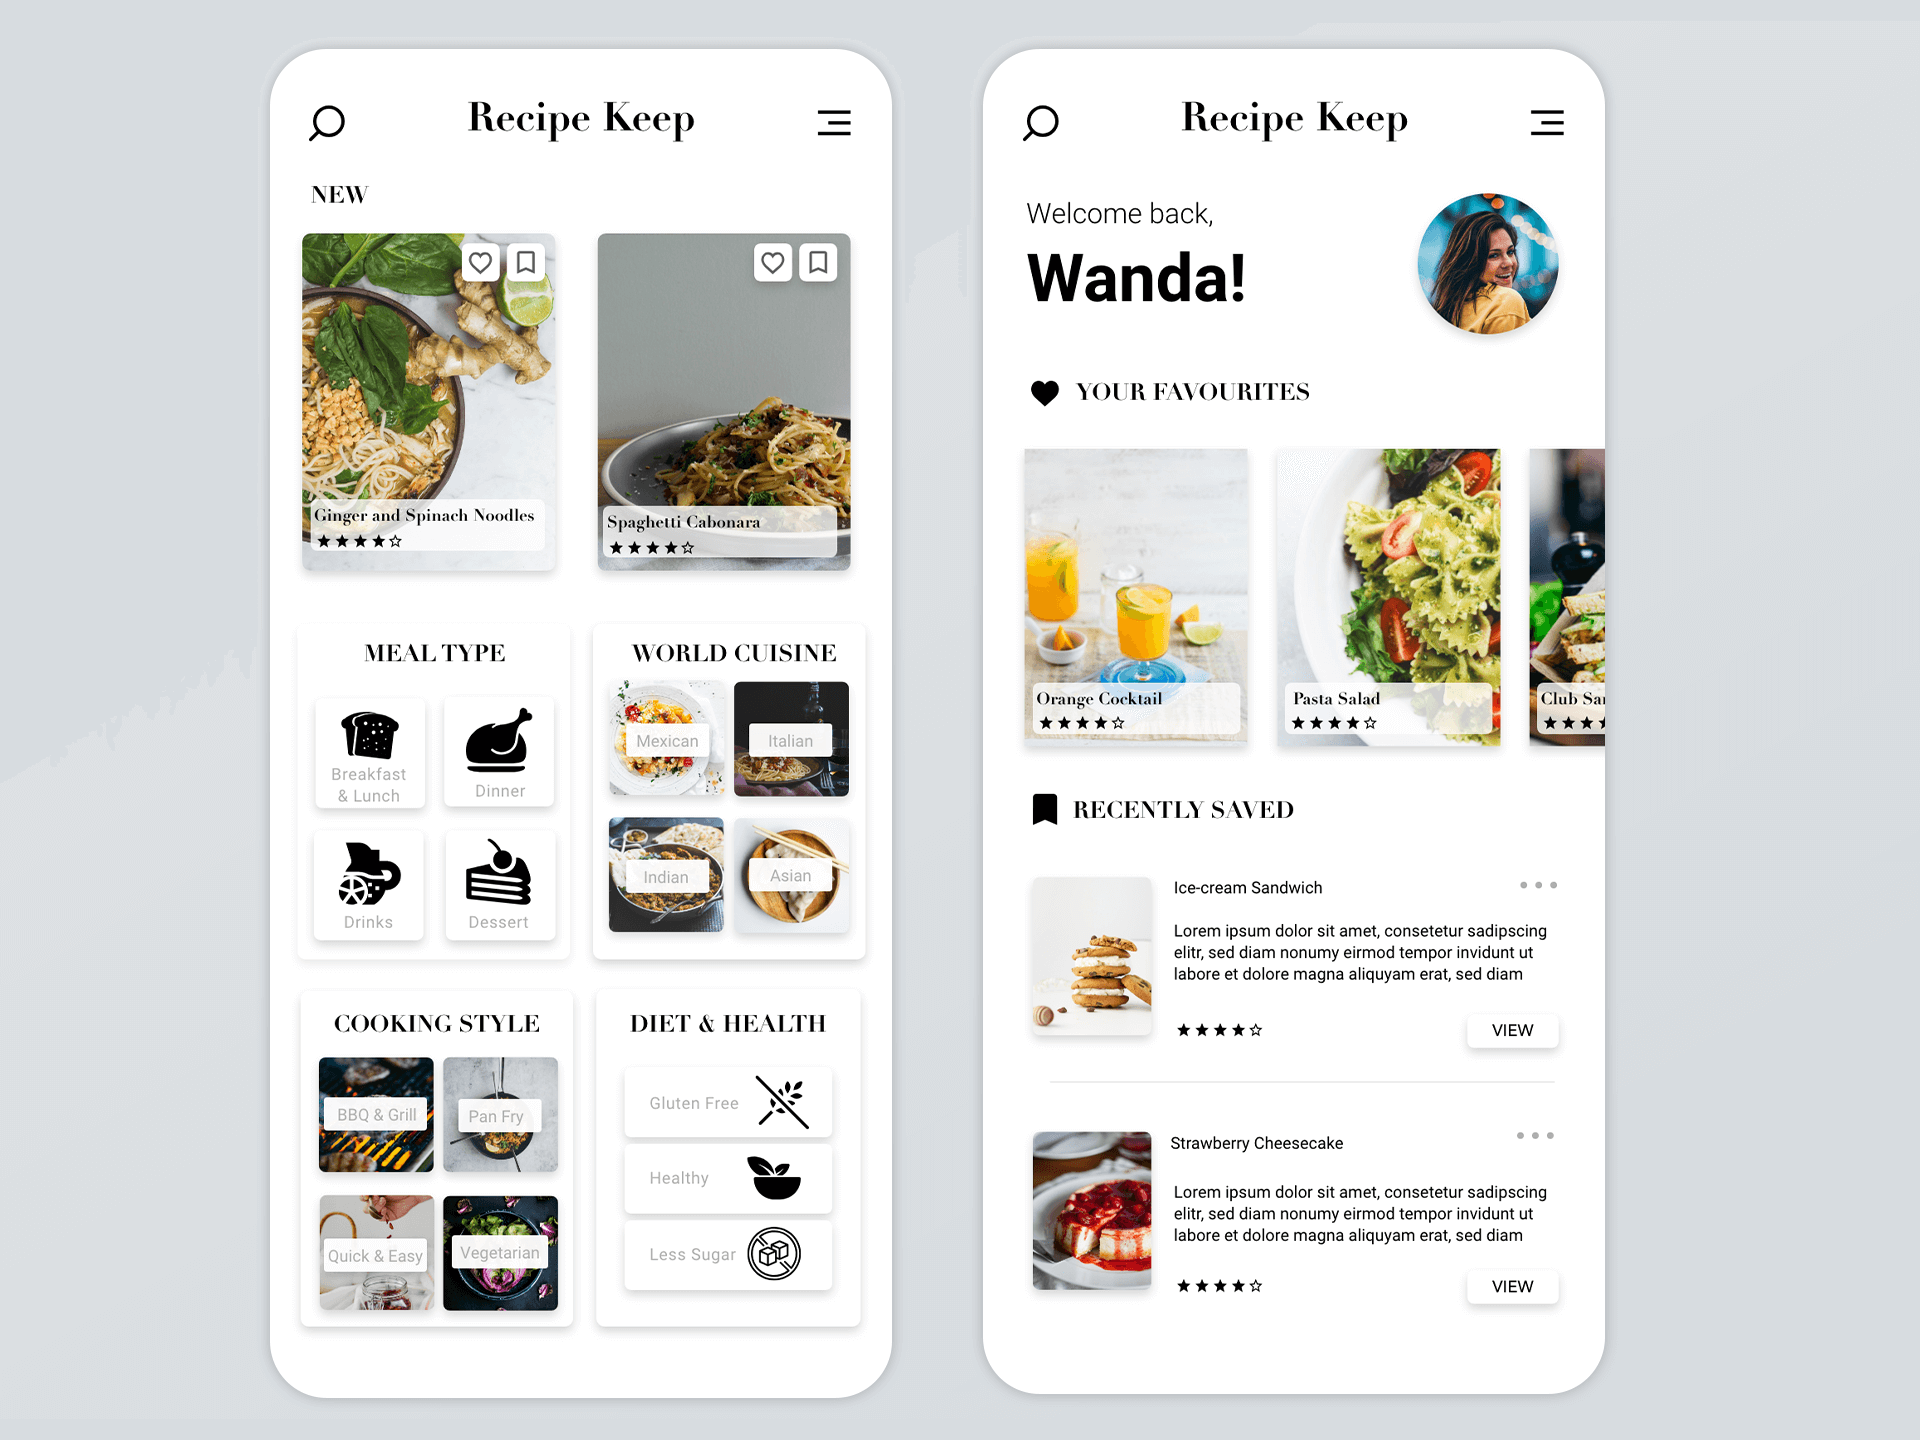 Recipe Keep
NEW
Ginger and Spinach Noodles
Spaghetti Cabonara
MEAL TYPE
Breakfast
& Lunch
Dinner
Drinks
Dessert
WORLD CUISINE
Mexican
Italian
Indian
Asian
COOKING STYLE
BBQ & Grill
Pan Fry
Quick & Easy
Vegetarian
DIET & HEALTH
Gluten Free
Healthy
Less Sugar
Recipe Keep
Welcome back,
Wanda!
YOUR FAVOURITES
Orange Cocktail
Pasta Salad
Club Sa
RECENTLY SAVED
Ice-cream Sandwich
Lorem ipsum dolor sit amet, consetetur sadipscing
elitr, sed diam nonumy eirmod tempor invidunt ut
labore et dolore magna aliquyam erat, sed diam
VIEW
Strawberry Cheesecake
Lorem ipsum dolor sit amet, consetetur sadipscing
elitr, sed diam nonumy eirmod tempor invidunt ut
labore et dolore magna aliquyam erat, sed diam
VIEW